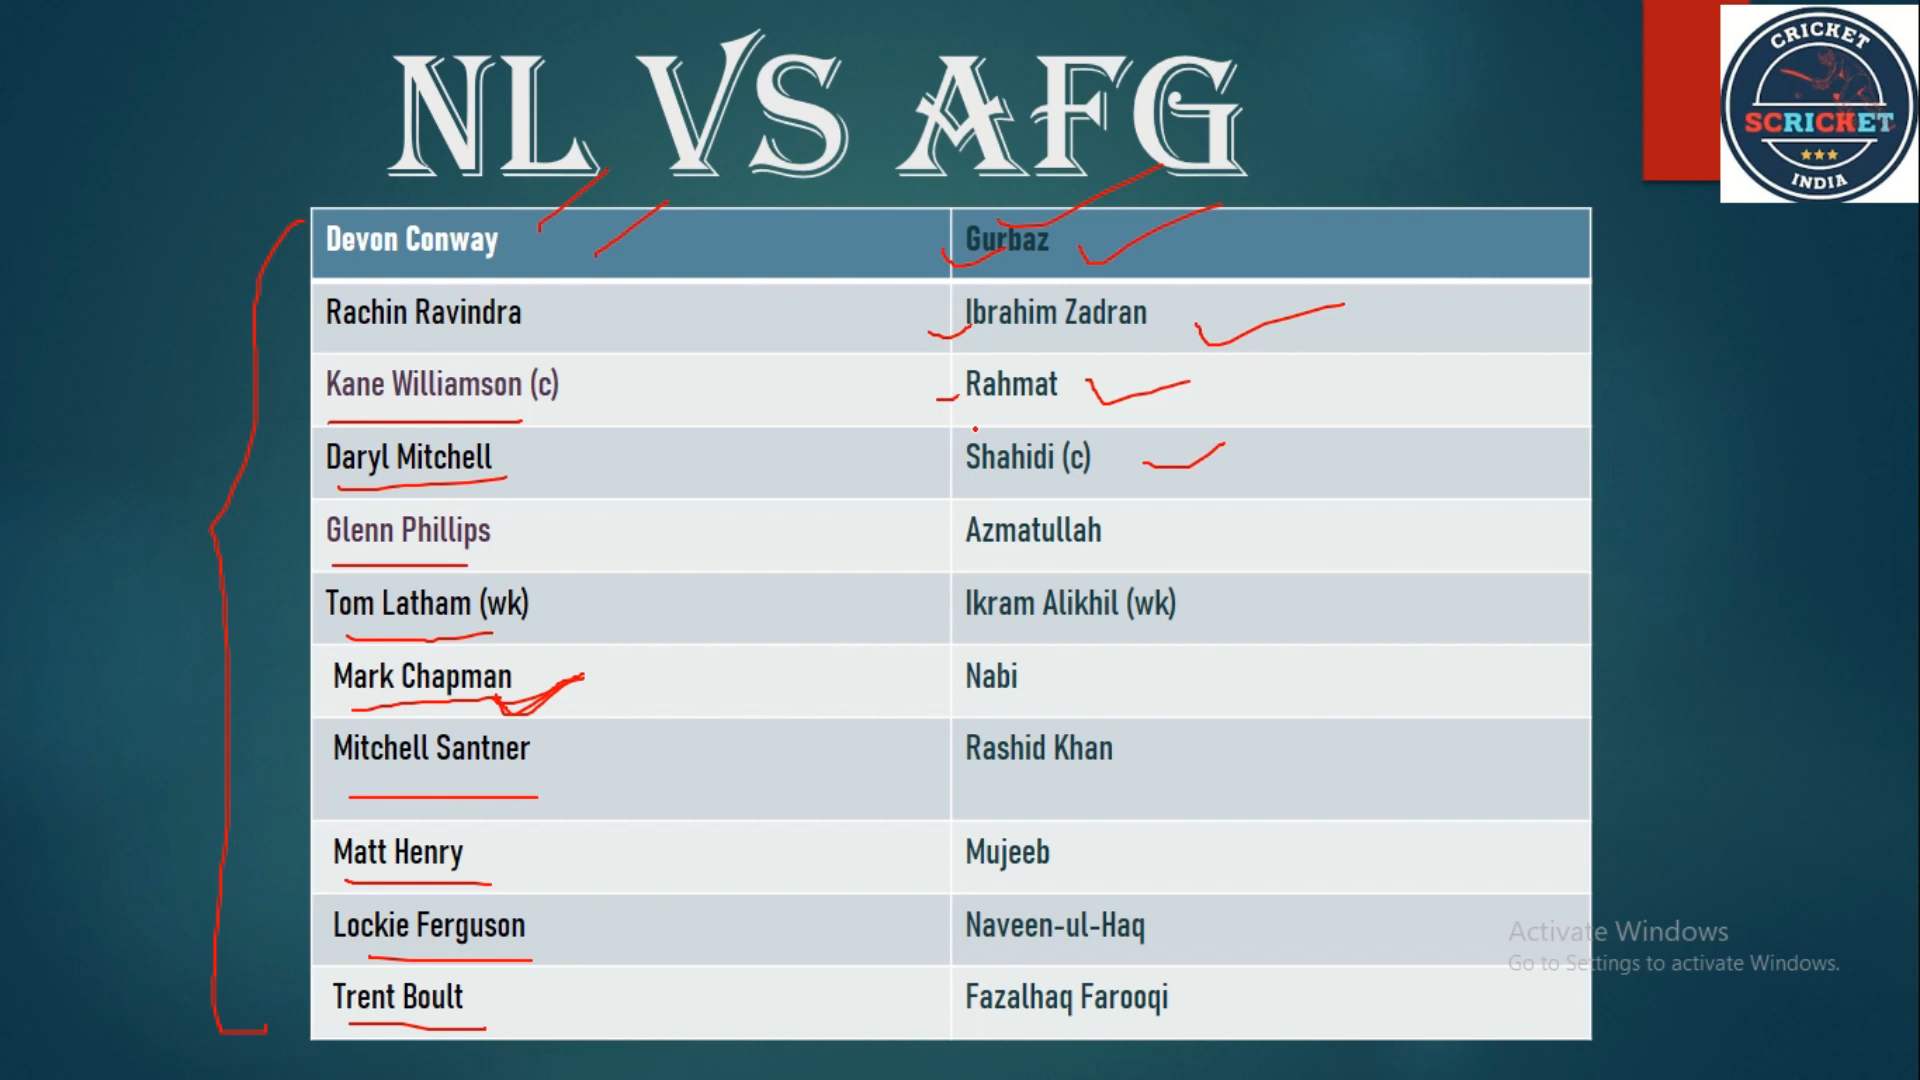 NL VS AFG
CRICKET
SCRICKET
INDIA
Devon Conway
Gurbaz
Rachin Ravindra
Ibrahim Zadran
Kane Williamson (c)
Rahmat
Daryl Mitchell
Shahidi (c)
Glenn Phillips
Azmatullah
Tom Latham (wk)
Ikram Alikhil (wk)
Mark Chapman
Nabi
Mitchell Santner
Rashid Khan
Matt Henry
Mujeeb
Lockie Ferguson
Naveen-ul-Haq
Trent Boult
Fazalhaq Farooqi
Activate Windows
Go to Settings to activate Windows.